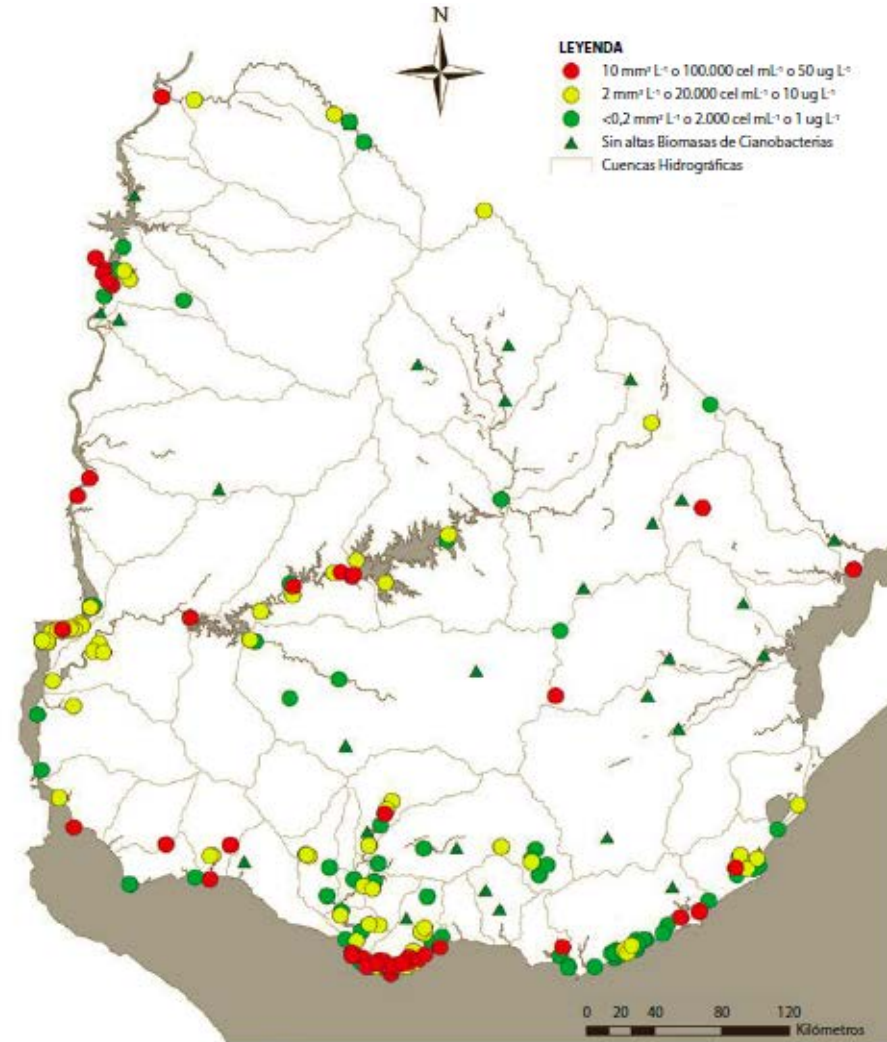 N
LEYENDA
10 mm³ L⁻¹ o 100.000 cel mL⁻¹ o 50 ug L⁻¹
2 mm³ L⁻¹ o 20.000 cel mL⁻¹ o 10 ug L⁻¹
<0,2 mm³ L⁻¹ o 2.000 cel mL⁻¹ o 1 ug L⁻¹
Sin altas Biomasas de Cianobacterias
Cuencas Hidrográficas
0 20 40 80 120
Kilómetros